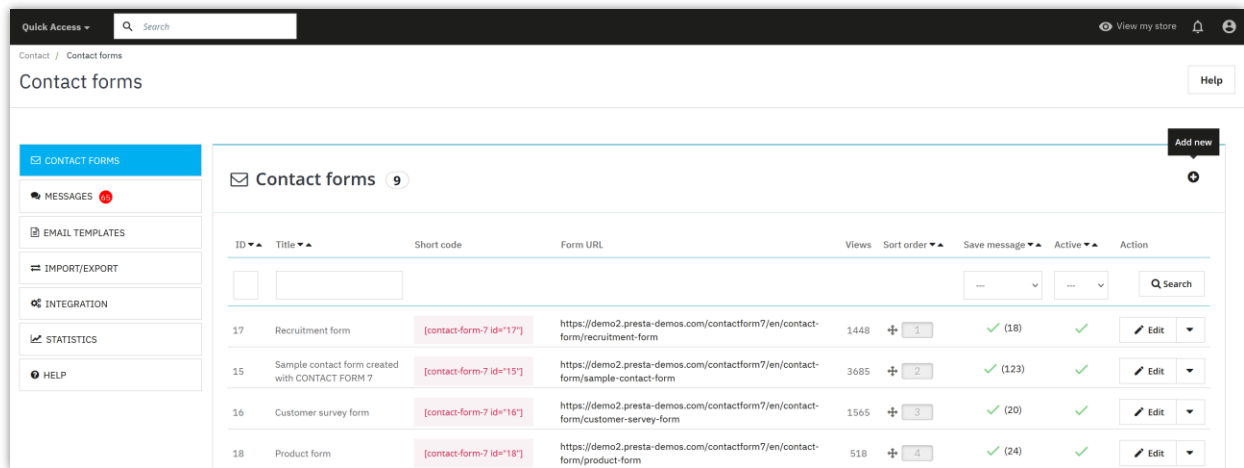 Quick Access
Search
View my store
Contact / Contact forms
Contact forms
Help
Add new
CONTACT FORMS
MESSAGES 65
EMAIL TEMPLATES
IMPORT/EXPORT
INTEGRATION
STATISTICS
HELP
Contact forms 9
ID Title Short code Form URL Views Sort order Save message Active Action
--- --- Search
17 Recruitment form [contact-form-7 id="17"] https://demo2.presta-demos.com/contactform7/en/contact-
form/recruitment-form 1448 1 (18) Edit
15 Sample contact form created
with CONTACT FORM 7 [contact-form-7 id="15"] https://demo2.presta-demos.com/contactform7/en/contact-
form/sample-contact-form 3685 2 (123) Edit
16 Customer survey form [contact-form-7 id="16"] https://demo2.presta-demos.com/contactform7/en/contact-
form/customer-servey-form 1565 3 (20) Edit
18 Product form [contact-form-7 id="18"] https://demo2.presta-demos.com/contactform7/en/contact-
form/product-form 518 4 (24) Edit